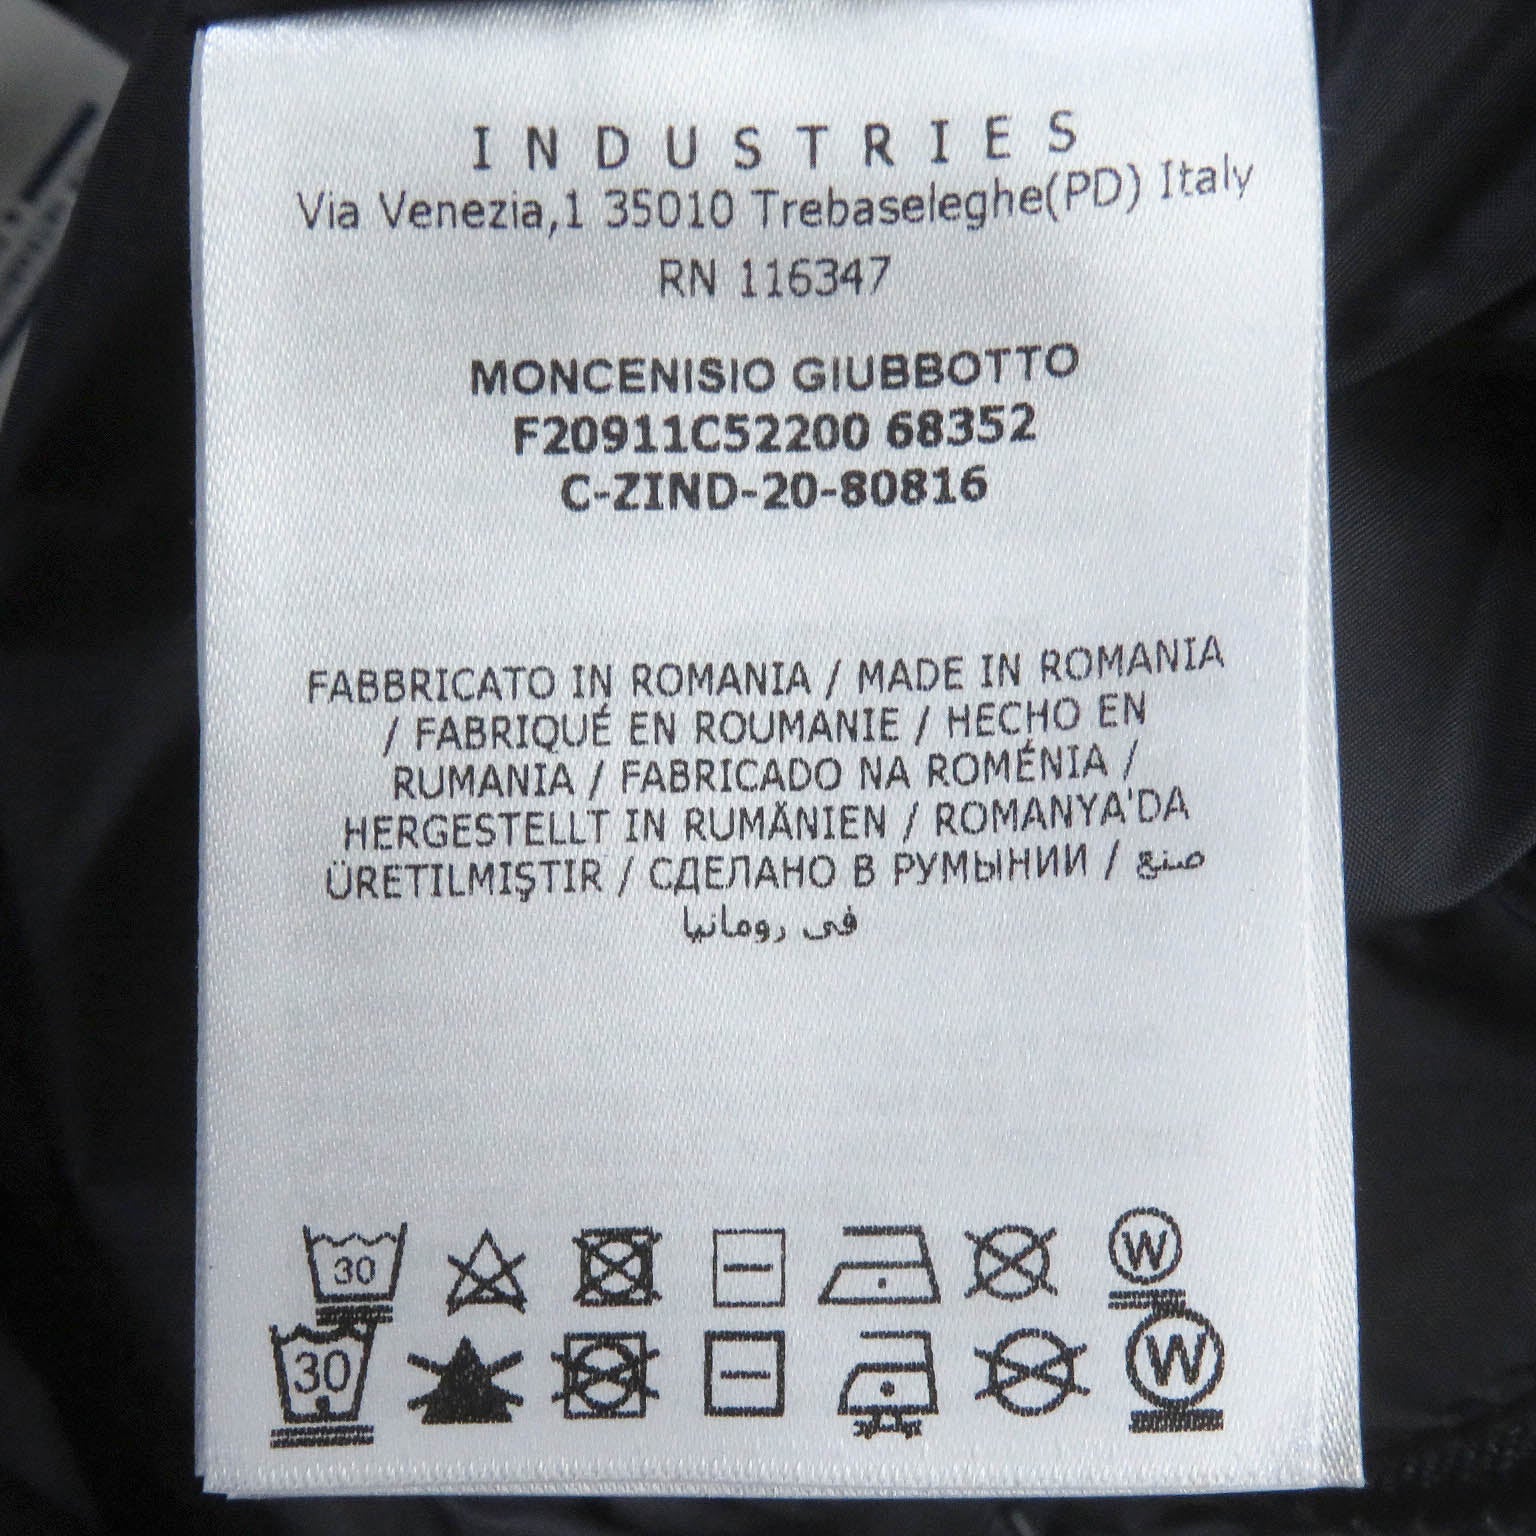 INDUSTRIES
Via Venezia,1 35010 Trebaseleghe(PD) Italy
RN 116347
MONCENISIO GIUBBOTTO
F20911C52200 68352
C-ZIND-20-80816
FABBRICATO IN ROMANIA / MADE IN ROMANIA
/ FABRIQUÉ EN ROUMANIE / HECHO EN
RUMANIA / FABRICADO NA ROMÉNIA /
HERGESTELLT IN RUMÄNIEN / ROMANYA'DA
ÜRETILMIŞTIR / СДЕЛАНО В РУМЫНИИ / صنع
في رومانيا
30 W
30 W